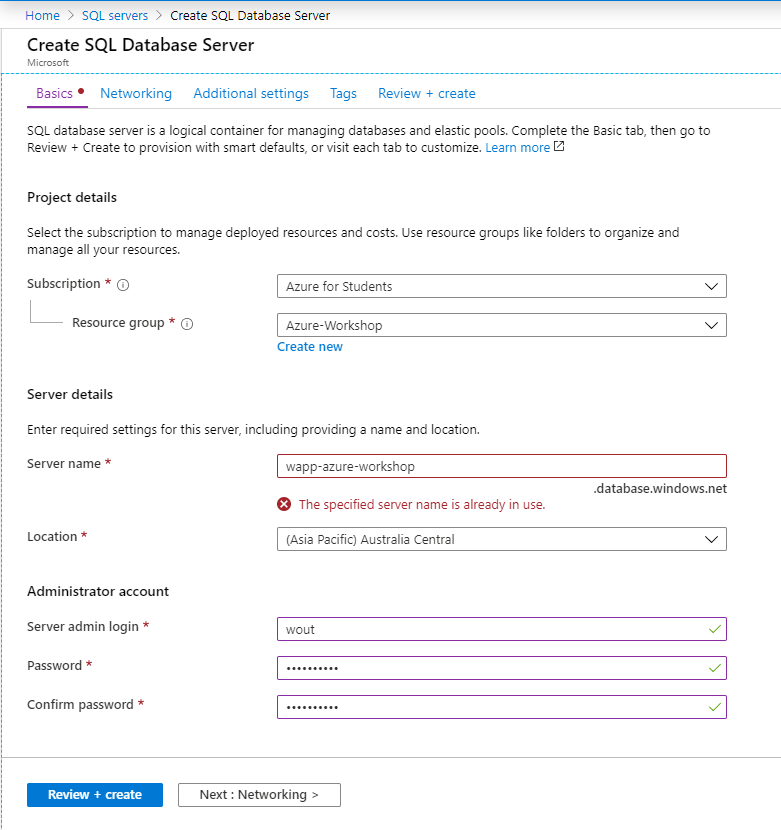 Home > SQL servers > Create SQL Database Server
Create SQL Database Server
Microsoft
Basics Networking Additional settings Tags Review + create
SQL database server is a logical container for managing databases and elastic pools. Complete the Basic tab, then go to
Review + Create to provision with smart defaults, or visit each tab to customize. Learn more
Project details
Select the subscription to manage deployed resources and costs. Use resource groups like folders to organize and
manage all your resources.
Subscription * Azure for Students
Resource group * Azure-Workshop
Create new
Server details
Enter required settings for this server, including providing a name and location.
Server name * wapp-azure-workshop
.database.windows.net
The specified server name is already in use.
Location * (Asia Pacific) Australia Central
Administrator account
Server admin login * wout
Password * ••••••••••
Confirm password * ••••••••••
Review + create Next : Networking >